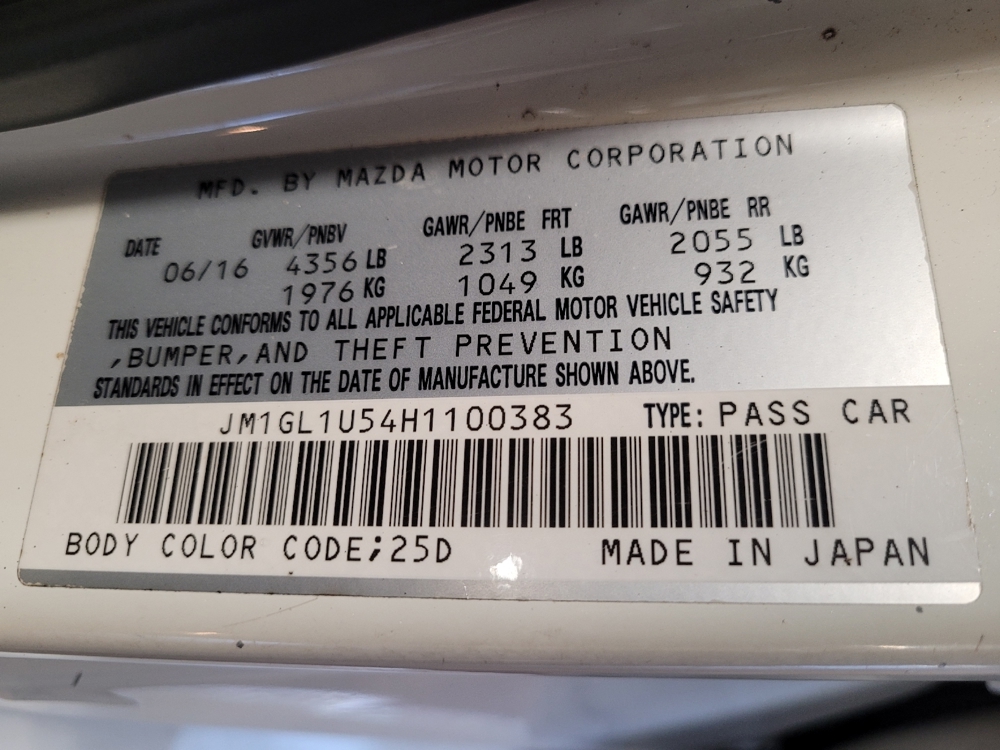 MFD. BY MAZDA MOTOR CORPORATION
DATE GVWR/PNBV GAWR/PNBE FRT GAWR/PNBE RR
06/16 4356 LB 2313 LB 2055 LB
1976 KG 1049 KG 932 KG
THIS VEHICLE CONFORMS TO ALL APPLICABLE FEDERAL MOTOR VEHICLE SAFETY
,BUMPER,AND THEFT PREVENTION
STANDARDS IN EFFECT ON THE DATE OF MANUFACTURE SHOWN ABOVE.
JM1GL1U54H1100383 TYPE: PASS CAR
BODY COLOR CODE;25D MADE IN JAPAN